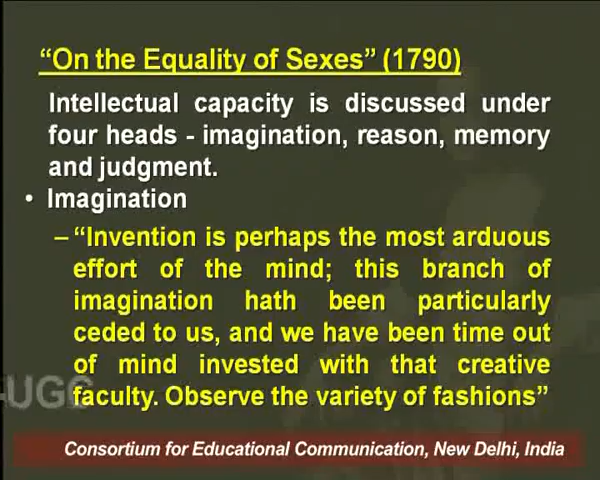 “On the Equality of Sexes” (1790)
Intellectual capacity is discussed under
four heads - imagination, reason, memory
and judgment.
• Imagination
– “Invention is perhaps the most arduous
effort of the mind; this branch of
imagination hath been particularly
ceded to us, and we have been time out
of mind invested with that creative
faculty. Observe the variety of fashions”
-UGC
Consortium for Educational Communication, New Delhi, India